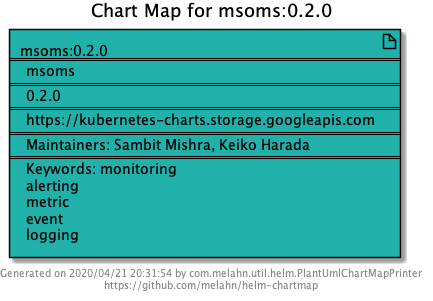 Chart Map for msoms:0.2.0
msoms:0.2.0
msoms
0.2.0
https://kubernetes-charts.storage.googleapis.com
Maintainers: Sambit Mishra, Keiko Harada
Keywords: monitoring
alerting
metric
event
logging
Generated on 2020/04/21 20:31:54 by com.melahn.util.helm.PlantUmlChartMapPrinter
https://github.com/melahn/helm-chartmap